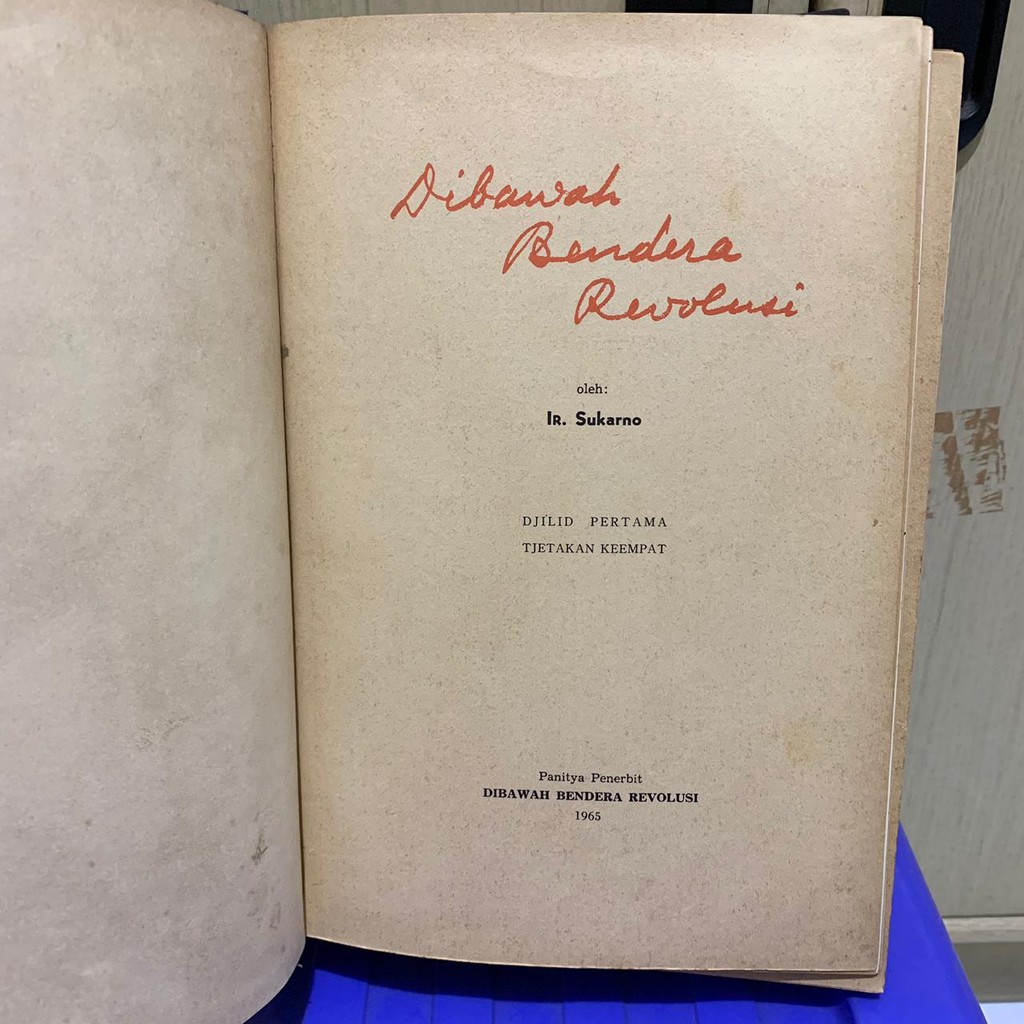 Dibawah
Bendera
Revolusi
oleh:
IR. Sukarno
DJILID PERTAMA
TJETAKAN KEEMPAT
Panitya Penerbit
DIBAWAH BENDERA REVOLUSI
1965